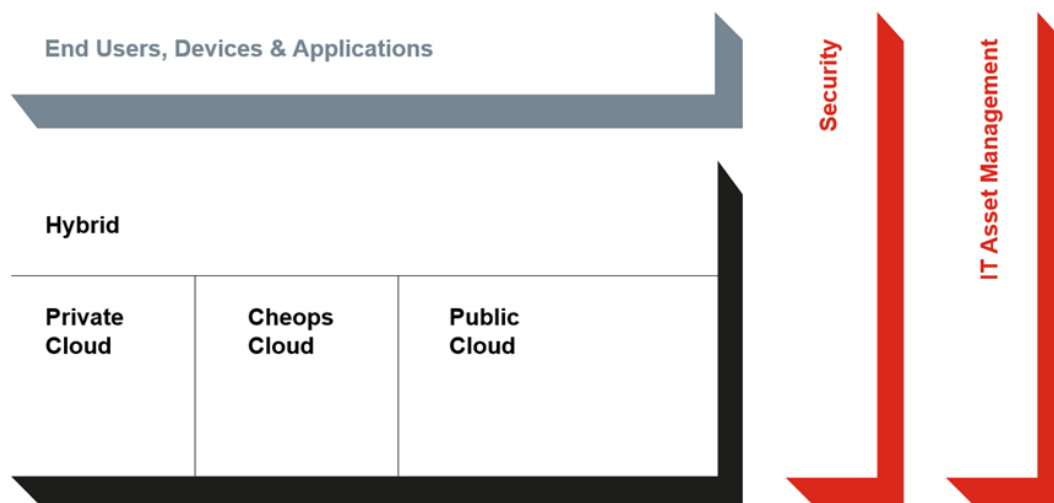 End Users, Devices & Applications
Security
IT Asset Management
Hybrid
Private
Cloud
Cheops
Cloud
Public
Cloud